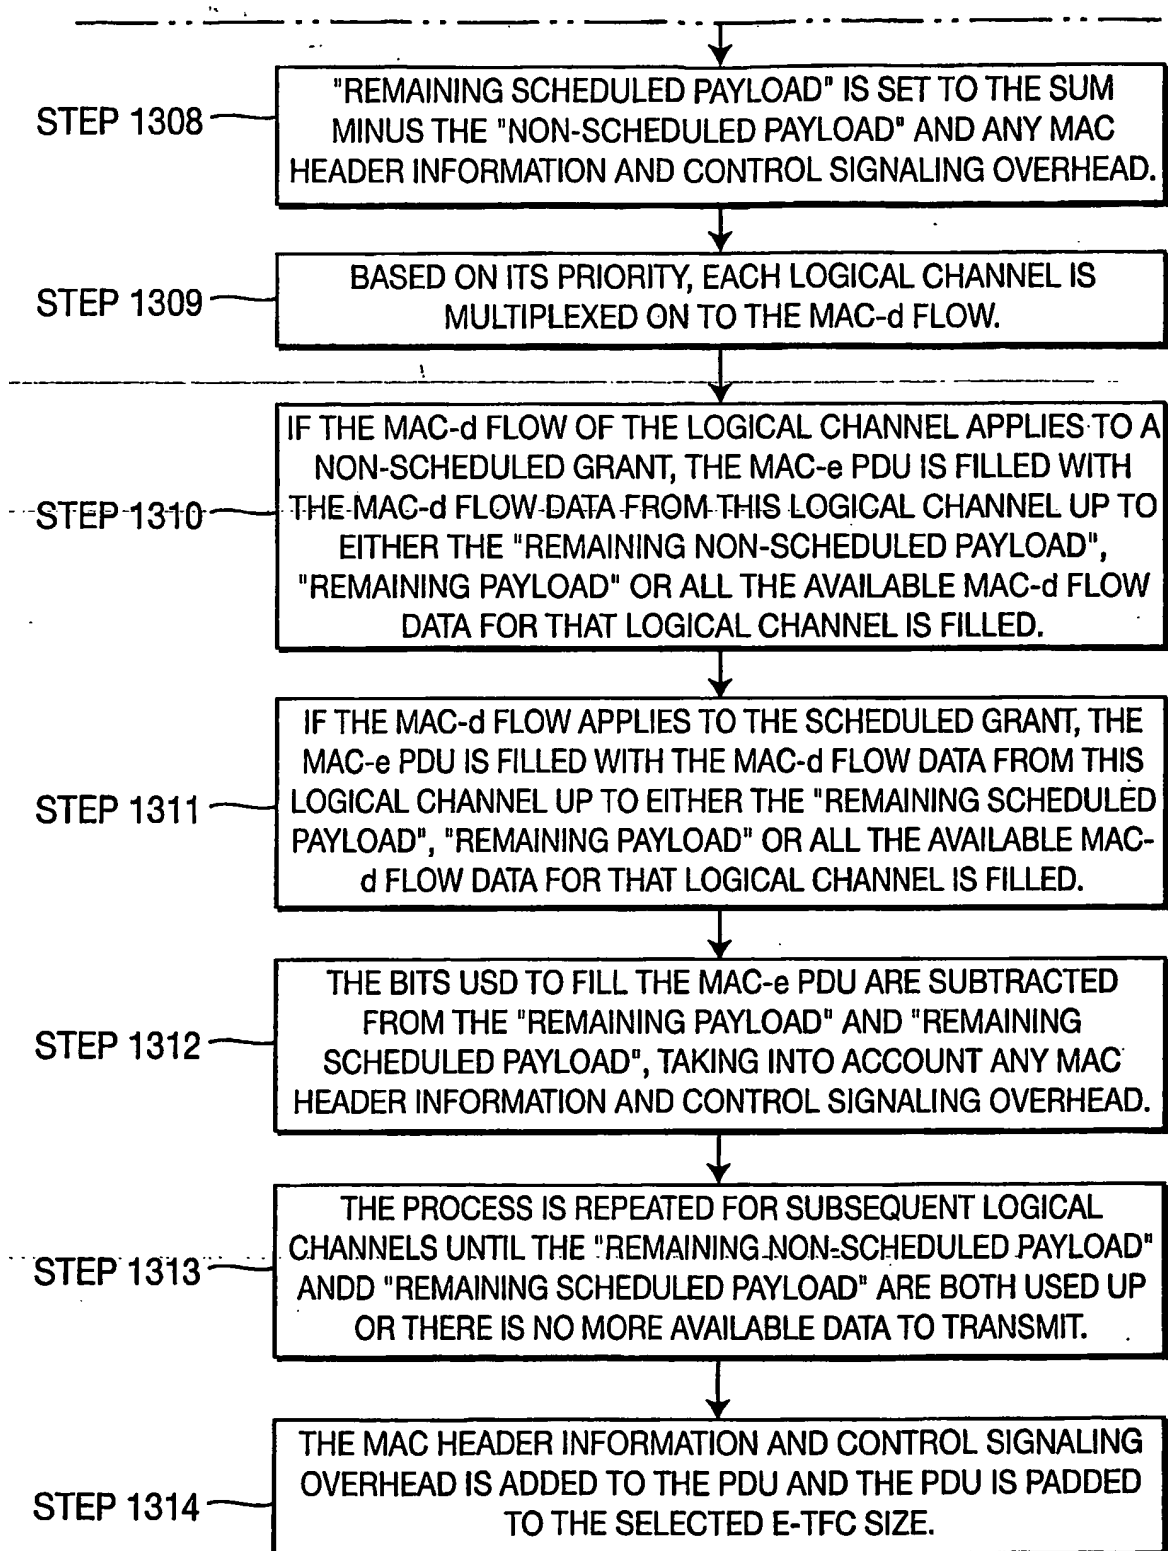 STEP 1308
"REMAINING SCHEDULED PAYLOAD" IS SET TO THE SUM
MINUS THE "NON-SCHEDULED PAYLOAD" AND ANY MAC
HEADER INFORMATION AND CONTROL SIGNALING OVERHEAD.
STEP 1309
BASED ON ITS PRIORITY, EACH LOGICAL CHANNEL IS
MULTIPLEXED ON TO THE MAC-d FLOW.
STEP 1310
IF THE MAC-d FLOW OF THE LOGICAL CHANNEL APPLIES TO A
NON-SCHEDULED GRANT, THE MAC-e PDU IS FILLED WITH
THE MAC-d FLOW DATA FROM THIS LOGICAL CHANNEL UP TO
EITHER THE "REMAINING NON-SCHEDULED PAYLOAD",
"REMAINING PAYLOAD" OR ALL THE AVAILABLE MAC-d FLOW
DATA FOR THAT LOGICAL CHANNEL IS FILLED.
STEP 1311
IF THE MAC-d FLOW APPLIES TO THE SCHEDULED GRANT, THE
MAC-e PDU IS FILLED WITH THE MAC-d FLOW DATA FROM THIS
LOGICAL CHANNEL UP TO EITHER THE "REMAINING SCHEDULED
PAYLOAD", "REMAINING PAYLOAD" OR ALL THE AVAILABLE MAC-
d FLOW DATA FOR THAT LOGICAL CHANNEL IS FILLED.
STEP 1312
THE BITS USD TO FILL THE MAC-e PDU ARE SUBTRACTED
FROM THE "REMAINING PAYLOAD" AND "REMAINING
SCHEDULED PAYLOAD", TAKING INTO ACCOUNT ANY MAC
HEADER INFORMATION AND CONTROL SIGNALING OVERHEAD.
STEP 1313
THE PROCESS IS REPEATED FOR SUBSEQUENT LOGICAL
CHANNELS UNTIL THE "REMAINING NON-SCHEDULED PAYLOAD"
ANDD "REMAINING SCHEDULED PAYLOAD" ARE BOTH USED UP
OR THERE IS NO MORE AVAILABLE DATA TO TRANSMIT.
STEP 1314
THE MAC HEADER INFORMATION AND CONTROL SIGNALING
OVERHEAD IS ADDED TO THE PDU AND THE PDU IS PADDED
TO THE SELECTED E-TFC SIZE.